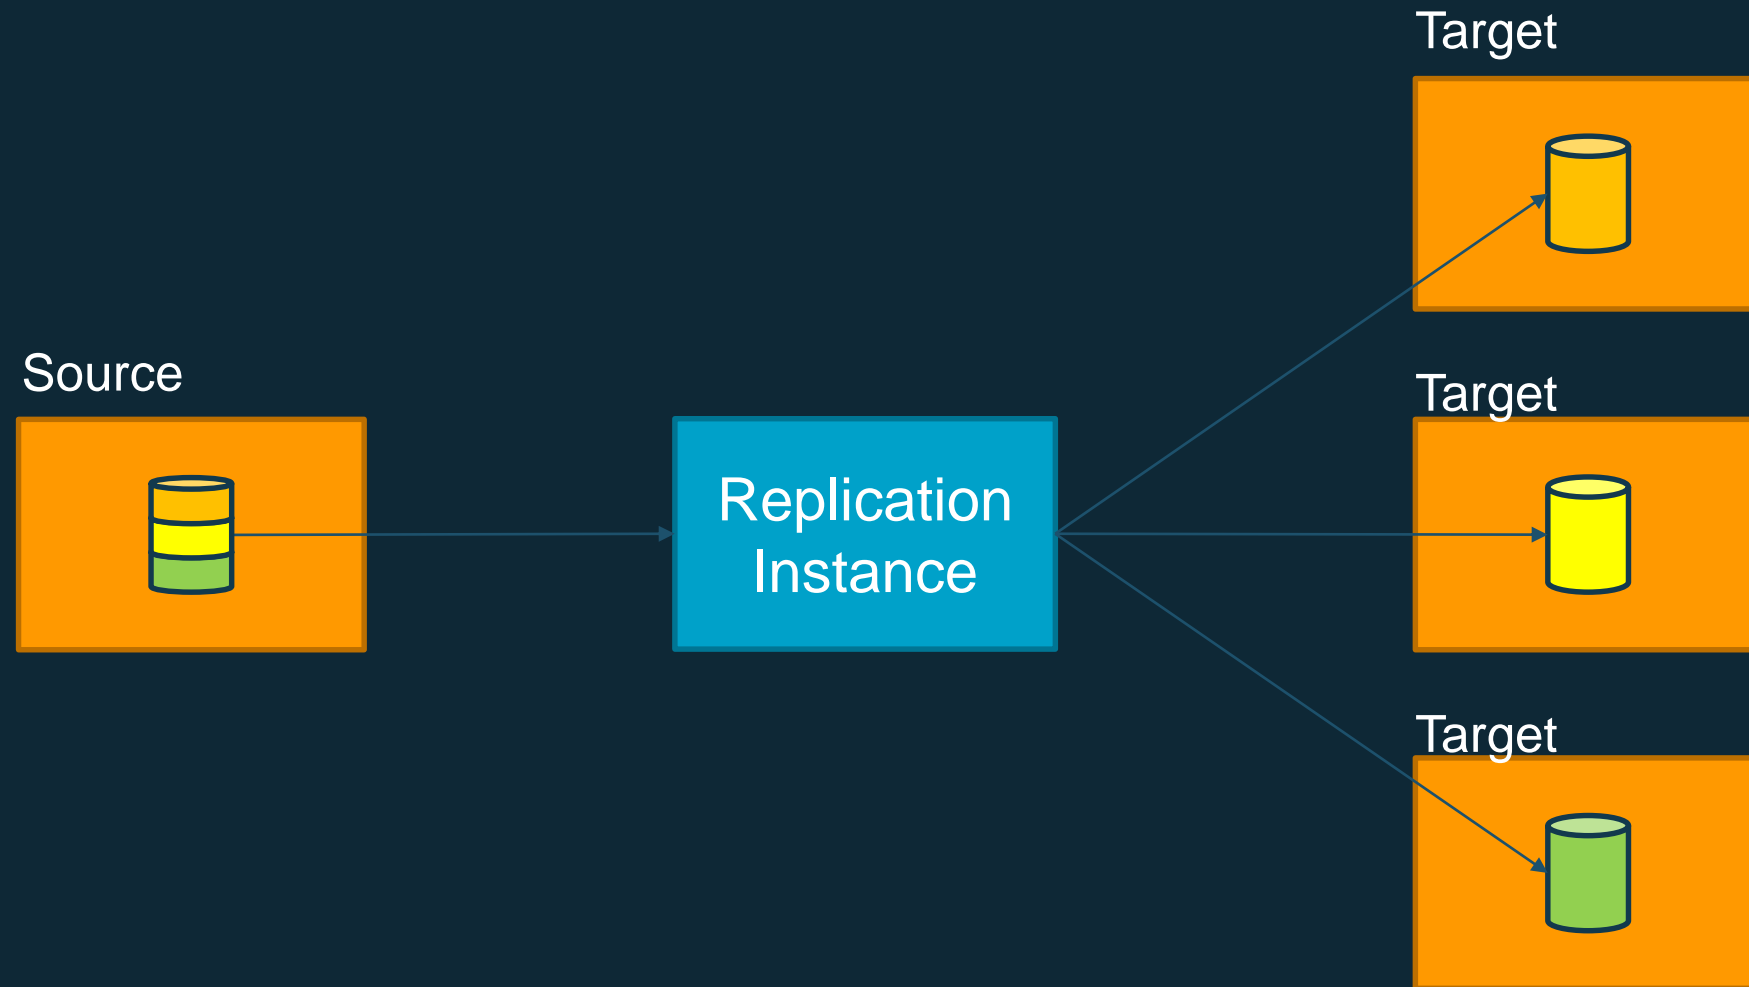 Source
Replication
Instance
Target
Target
Target